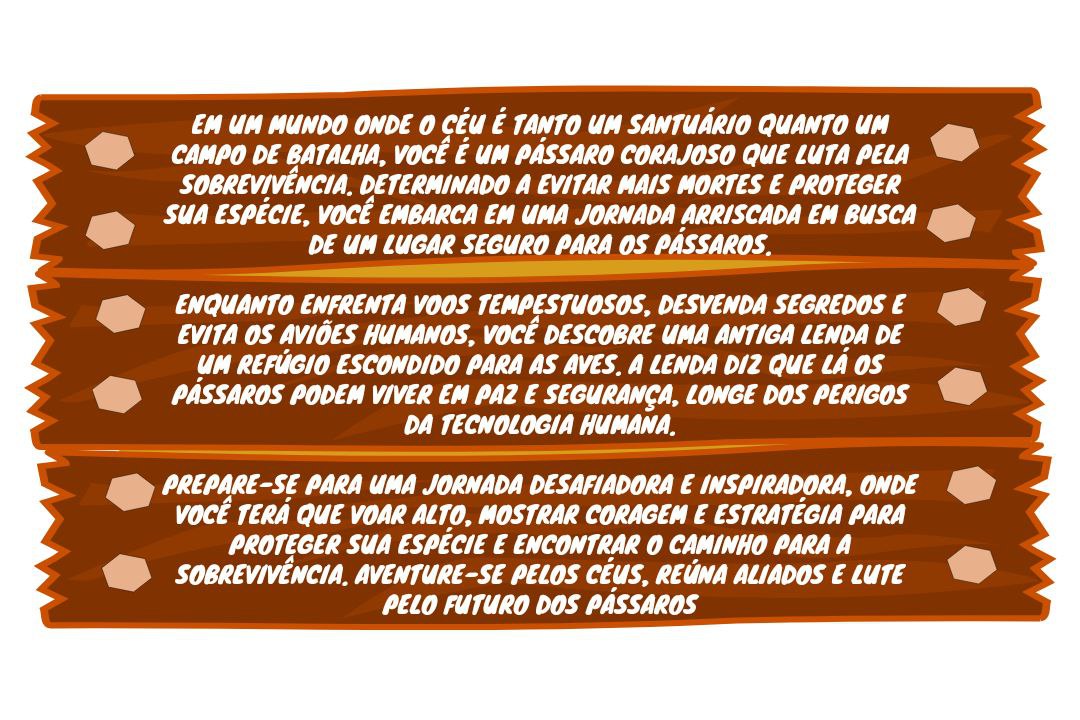 EM UM MUNDO ONDE O CÉU É TANTO UM SANTUÁRIO QUANTO UM
CAMPO DE BATALHA, VOCÊ É UM PÁSSARO CORAJOSO QUE LUTA PELA
SOBREVIVÊNCIA. DETERMINADO A EVITAR MAIS MORTES E PROTEGER
SUA ESPÉCIE, VOCÊ EMBARCA EM UMA JORNADA ARRISCADA EM BUSCA
DE UM LUGAR SEGURO PARA OS PÁSSAROS.
ENQUANTO ENFRENTA VOOS TEMPESTUOSOS, DESVENDA SEGREDOS E
EVITA OS AVIÕES HUMANOS, VOCÊ DESCOBRE UMA ANTIGA LENDA DE
UM REFÚGIO ESCONDIDO PARA AS AVES. A LENDA DIZ QUE LÁ OS
PÁSSAROS PODEM VIVER EM PAZ E SEGURANÇA, LONGE DOS PERIGOS
DA TECNOLOGIA HUMANA.
PREPARE-SE PARA UMA JORNADA DESAFIADORA E INSPIRADORA, ONDE
VOCÊ TERÁ QUE VOAR ALTO, MOSTRAR CORAGEM E ESTRATÉGIA PARA
PROTEGER SUA ESPÉCIE E ENCONTRAR O CAMINHO PARA A
SOBREVIVÊNCIA. AVENTURE-SE PELOS CÉUS, REÚNA ALIADOS E LUTE
PELO FUTURO DOS PÁSSAROS